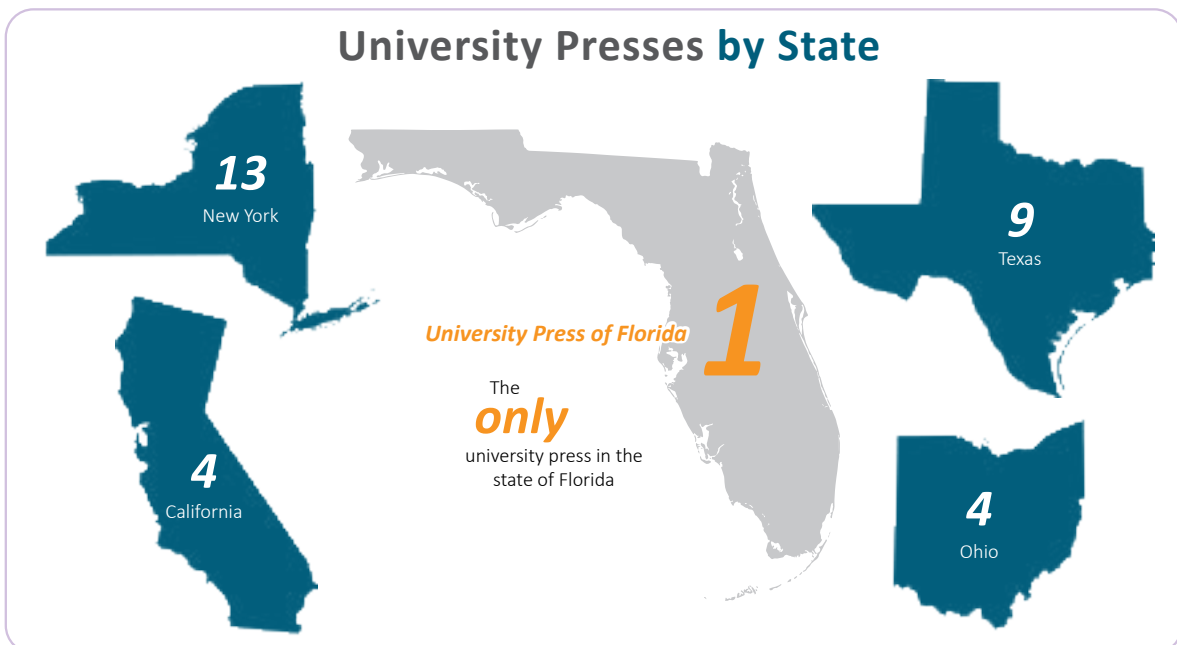 University Presses by State
13
New York
4
California
University Press of Florida
1
The
only
university press in the
state of Florida
9
Texas
4
Ohio